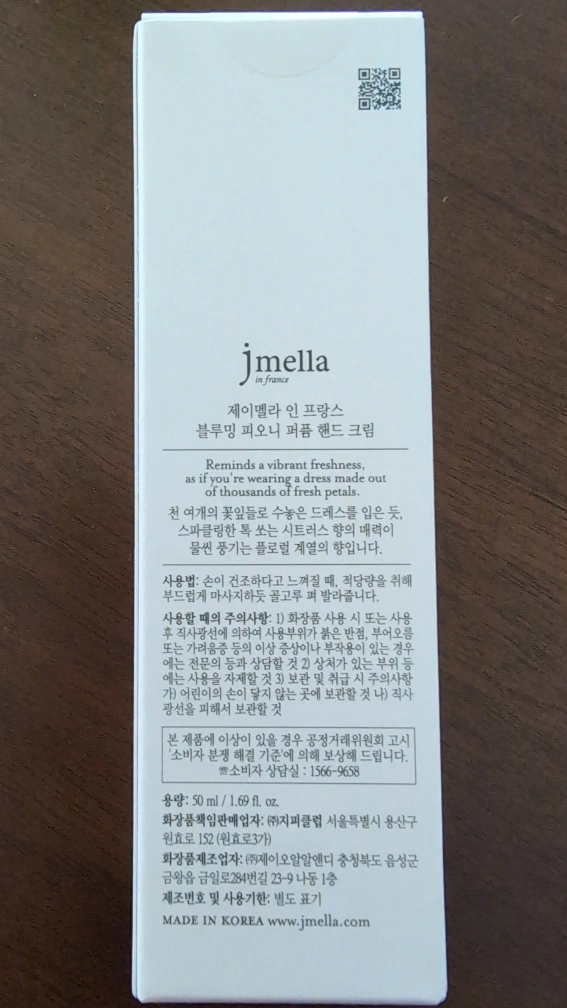 jmella
in france
제이멜라 인 프랑스
블루밍 피오니 퍼퓸 핸드 크림
Reminds a vibrant freshness,
as if you're wearing a dress made out
of thousands of fresh petals.
천 여개의 꽃잎들로 수놓은 드레스를 입은 듯,
스파클링한 톡 쏘는 시트러스 향의 매력이
물씬 풍기는 플로럴 계열의 향입니다.
사용법: 손이 건조하다고 느껴질 때, 적당량을 취해
부드럽게 마사지하듯 골고루 펴 발라줍니다.
사용할 때의 주의사항: 1) 화장품 사용 시 또는 사용
후 직사광선에 의하여 사용부위가 붉은 반점, 부어오름
또는 가려움증 등의 이상 증상이나 부작용이 있는 경우
에는 전문의 등과 상담할 것 2) 상처가 있는 부위 등
에는 사용을 자제할 것 3) 보관 및 취급 시 주의사항
가) 어린이의 손이 닿지 않는 곳에 보관할 것 나) 직사
광선을 피해서 보관할 것
본 제품에 이상이 있을 경우 공정거래위원회 고시
'소비자 분쟁 해결 기준'에 의해 보상해 드립니다.
☏소비자 상담실 : 1566-9658
용량: 50 ml / 1.69 fl. oz.
화장품책임판매업자: ㈜지피클럽 서울특별시 용산구
원효로 152 (원효로3가)
화장품제조업자: ㈜제이오알앤디 충청북도 음성군
금왕읍 금일로284번길 23-9 나동 1층
제조번호 및 사용기한: 별도 표기
MADE IN KOREA www.jmella.com